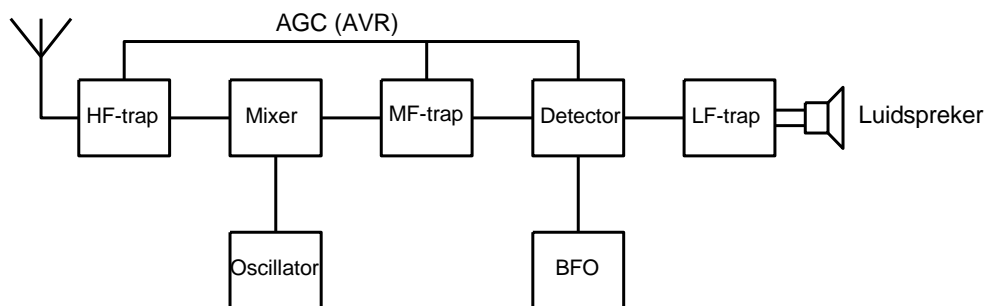 AGC (AVR)
HF-trap
Mixer
MF-trap
Detector
LF-trap
Luidspreker
Oscillator
BFO